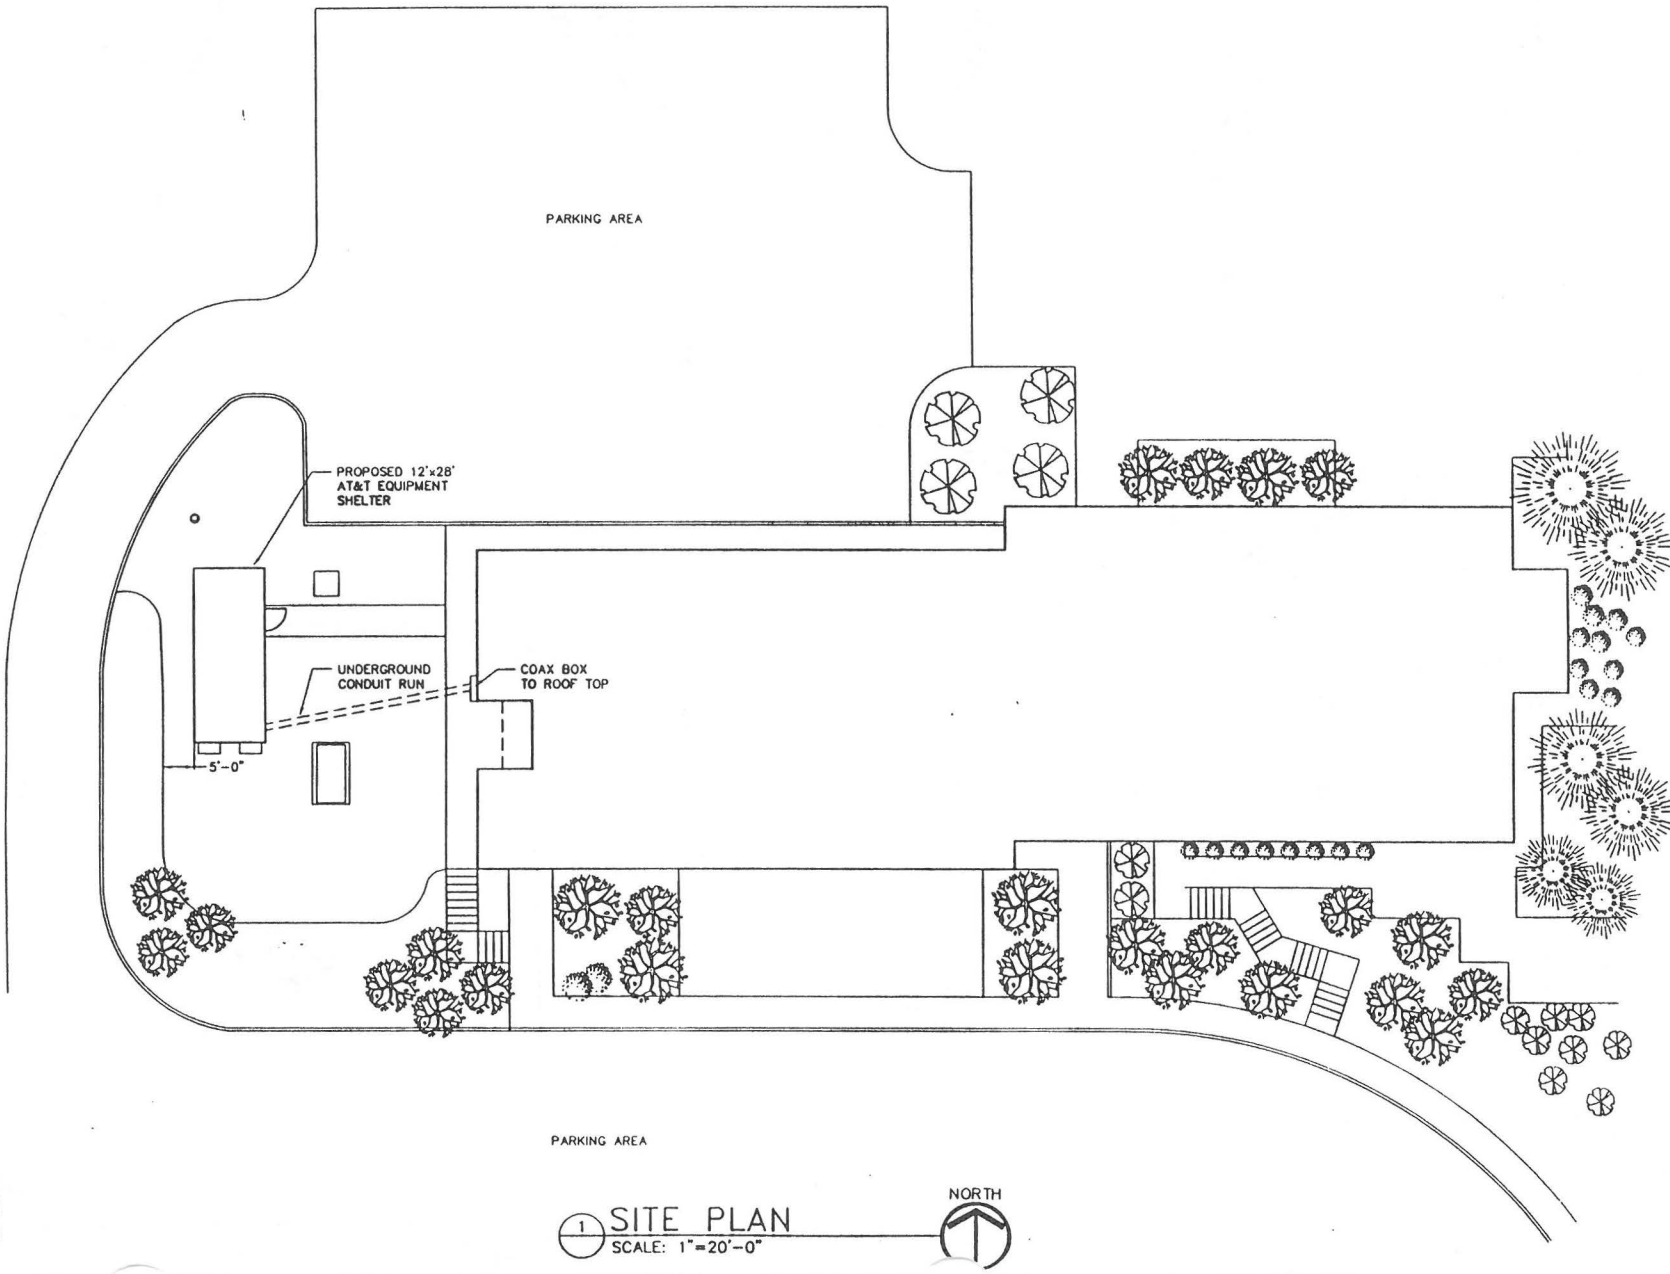 PARKING AREA
PROPOSED 12'x28'
AT&T EQUIPMENT
SHELTER
UNDERGROUND
CONDUIT RUN
COAX BOX
TO ROOF TOP
5'-0"
PARKING AREA
NORTH
1
SITE PLAN
SCALE: 1"=20'-0"